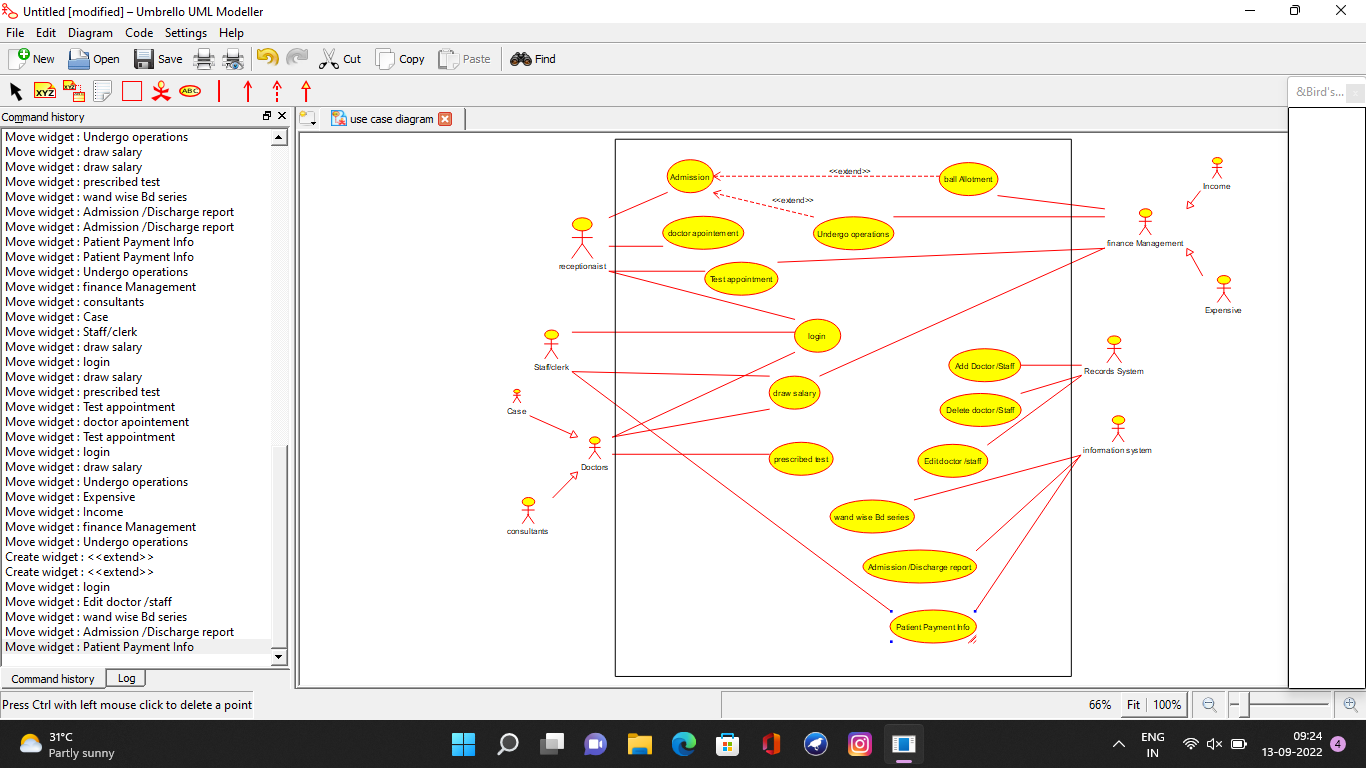 Untitled [modified] – Umbrello UML Modeller
File Edit Diagram Code Settings Help
New Open Save Cut Copy Paste Find
XYZ XYZ ABC
&Bird's...
Command history
use case diagram
Move widget : Undergo operations
Move widget : draw salary
Move widget : draw salary
Move widget : prescribed test
Move widget : wand wise Bd series
Move widget : Admission /Discharge report
Move widget : Admission /Discharge report
Move widget : Patient Payment Info
Move widget : Patient Payment Info
Move widget : Undergo operations
Move widget : finance Management
Move widget : consultants
Move widget : Case
Move widget : Staff/clerk
Move widget : draw salary
Move widget : login
Move widget : draw salary
Move widget : prescribed test
Move widget : Test appointment
Move widget : doctor apointement
Move widget : Test appointment
Move widget : login
Move widget : draw salary
Move widget : Undergo operations
Move widget : Expensive
Move widget : Income
Move widget : finance Management
Move widget : Undergo operations
Create widget : <<extend>>
Create widget : <<extend>>
Move widget : login
Move widget : Edit doctor /staff
Move widget : wand wise Bd series
Move widget : Admission /Discharge report
Move widget : Patient Payment Info
Command history Log
Press Ctrl with left mouse click to delete a point
Admission
<<extend>>
ball Allotment
Income
<<extend>>
doctor apointement
Undergo operations
finance Management
receptionaist
Test appointment
Expensive
login
Staff/clerk
Add Doctor /Staff
Records System
draw salary
Case
Delete doctor /Staff
information system
Doctors
prescribed test
Edit doctor /staff
wand wise Bd series
consultants
Admission /Discharge report
Patient Payment Info
66% Fit 100%
31°C
Partly sunny
ENG
IN
09:24
13-09-2022
4